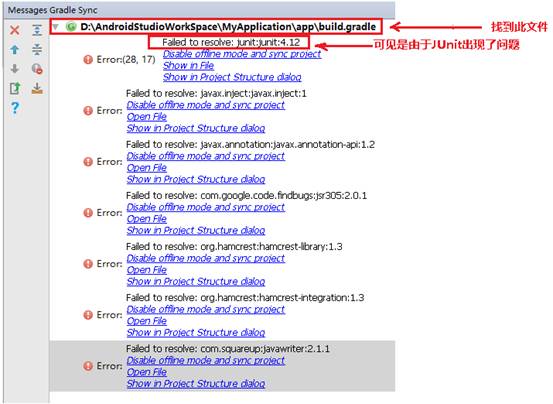 Messages Gradle Sync
D:\AndroidStudioWorkSpace\MyApplication\app\build.gradle
找到此文件
Failed to resolve: junit:junit:4.12
可见是由于JUnit出现了问题
Error:(28, 17)
Disable offline mode and sync project
Show in File
Show in Project Structure dialog
Failed to resolve: javax.inject:javax.inject:1
Error:
Disable offline mode and sync project
Open File
Show in Project Structure dialog
Failed to resolve: javax.annotation:javax.annotation-api:1.2
Error:
Disable offline mode and sync project
Open File
Show in Project Structure dialog
Failed to resolve: com.google.code.findbugs:jsr305:2.0.1
Error:
Disable offline mode and sync project
Open File
Show in Project Structure dialog
Failed to resolve: org.hamcrest:hamcrest-library:1.3
Error:
Disable offline mode and sync project
Open File
Show in Project Structure dialog
Failed to resolve: org.hamcrest:hamcrest-integration:1.3
Error:
Disable offline mode and sync project
Open File
Show in Project Structure dialog
Failed to resolve: com.squareup:javawriter:2.1.1
Error:
Disable offline mode and sync project
Open File
Show in Project Structure dialog